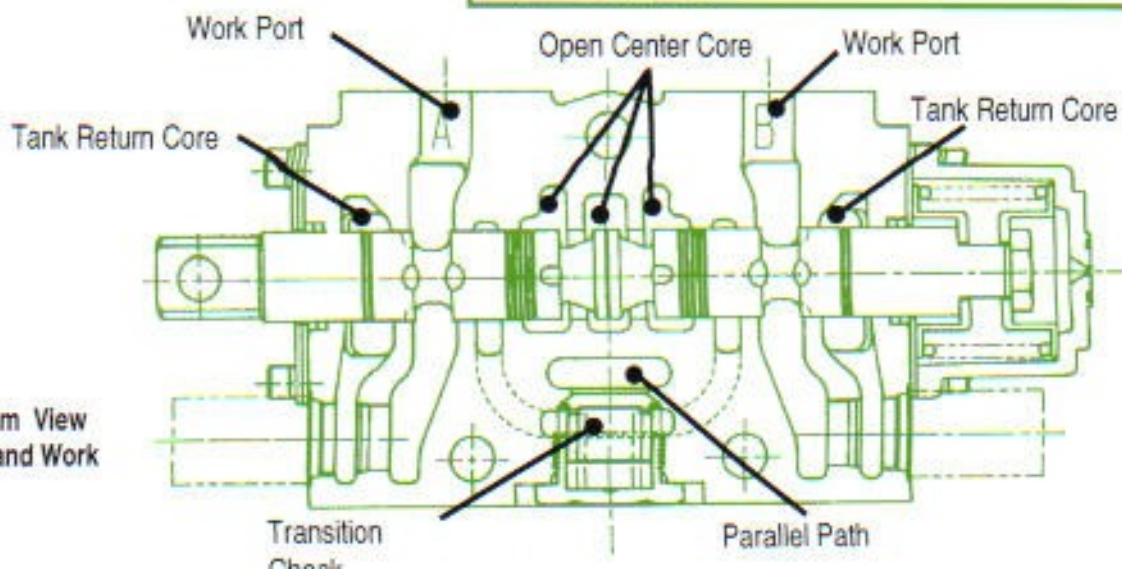 Work Port
Open Center Core
Work Port
Tank Return Core
Tank Return Core
A
B
m View
and Work
Transition
Check
Parallel Path